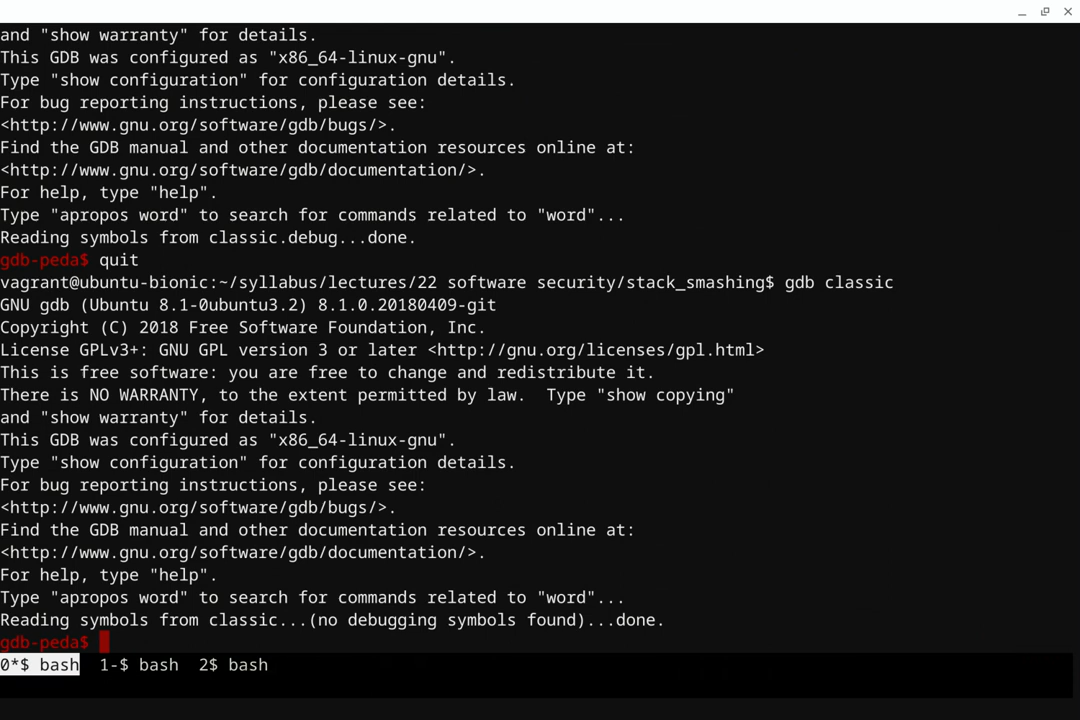 and "show warranty" for details.
This GDB was configured as "x86_64-linux-gnu".
Type "show configuration" for configuration details.
For bug reporting instructions, please see:
<http://www.gnu.org/software/gdb/bugs/>.
Find the GDB manual and other documentation resources online at:
<http://www.gnu.org/software/gdb/documentation/>.
For help, type "help".
Type "apropos word" to search for commands related to "word"...
Reading symbols from classic.debug...done.
gdb-peda$ quit
vagrant@ubuntu-bionic:~/syllabus/lectures/22 software security/stack_smashing$ gdb classic
GNU gdb (Ubuntu 8.1-0ubuntu3.2) 8.1.0.20180409-git
Copyright (C) 2018 Free Software Foundation, Inc.
License GPLv3+: GNU GPL version 3 or later <http://gnu.org/licenses/gpl.html>
This is free software: you are free to change and redistribute it.
There is NO WARRANTY, to the extent permitted by law.  Type "show copying"
and "show warranty" for details.
This GDB was configured as "x86_64-linux-gnu".
Type "show configuration" for configuration details.
For bug reporting instructions, please see:
<http://www.gnu.org/software/gdb/bugs/>.
Find the GDB manual and other documentation resources online at:
<http://www.gnu.org/software/gdb/documentation/>.
For help, type "help".
Type "apropos word" to search for commands related to "word"...
Reading symbols from classic...(no debugging symbols found)...done.
gdb-peda$
0*$ bash  1-$ bash  2$ bash